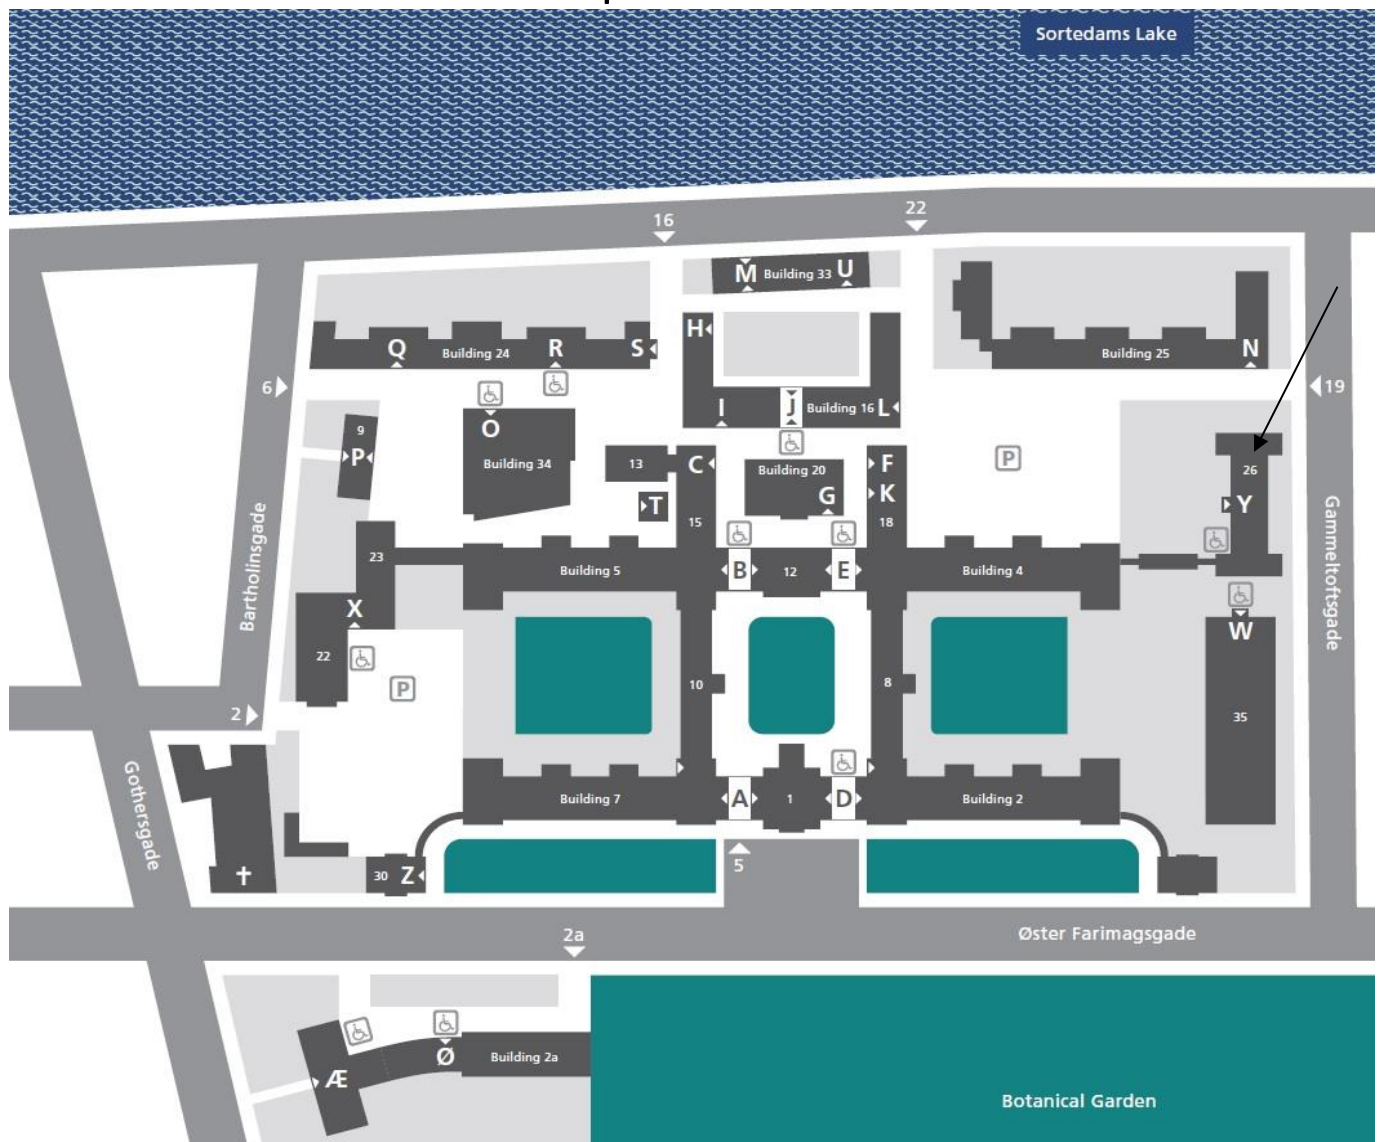 Sortedams Lake
16
22
M
Building 33
U
H
Q
Building 24
R
S
Building 25
N
6
19
I
J
Building 16
L
9
P
O
Building 34
13
C
Building 20
F
P
26
T
G
K
Y
15
18
Bartholinsgade
Gammeltoftsgade
23
Building 5
B
12
E
Building 4
X
W
22
P
10
8
2
35
Gothersgade
Building 7
A
1
D
Building 2
5
30
Z
2a
Øster Farimagsgade
Æ
Ø
Building 2a
Botanical Garden